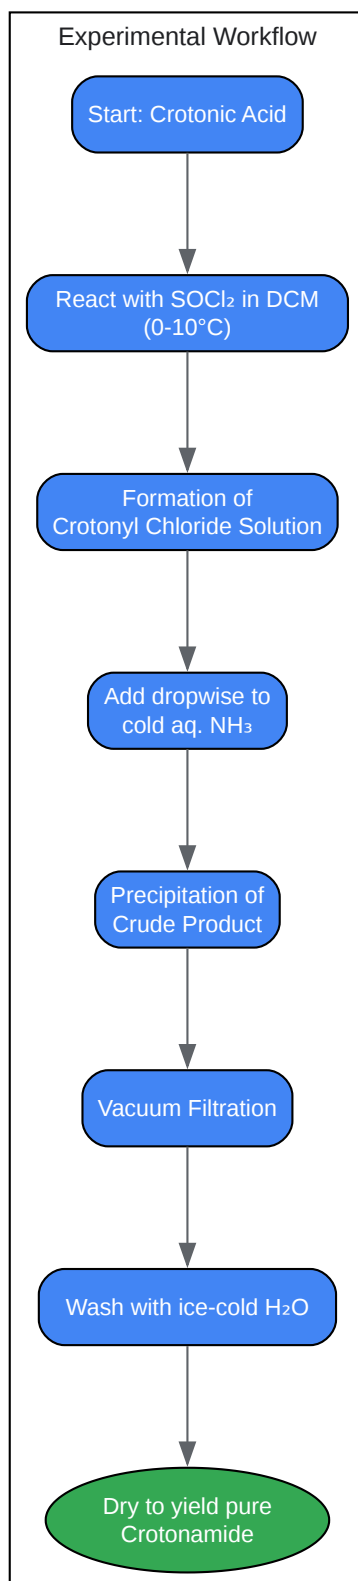 Experimental Workflow
Start: Crotonic Acid
React with SOCl₂ in DCM
(0-10°C)
Formation of
Crotonyl Chloride Solution
Add dropwise to
cold aq. NH₃
Precipitation of
Crude Product
Vacuum Filtration
Wash with ice-cold H₂O
Dry to yield pure
Crotonamide